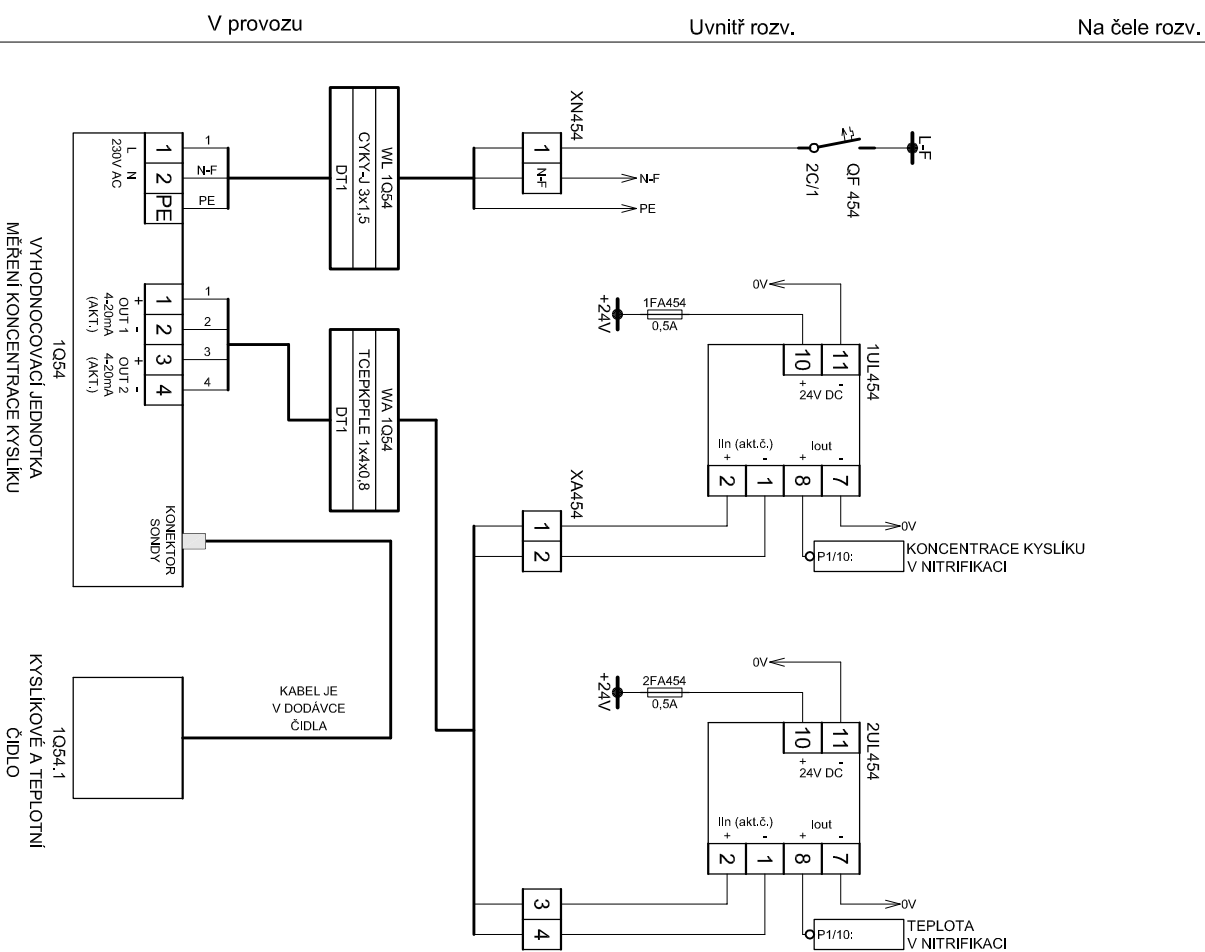 V provozu
Uvnitř rozv.
Na čele rozv.
1
2
PE
L N
230V AC
1
N-F
PE
WL 1Q54
CYKY-J 3x1,5
DT1
XN454
1
N-F
N-F
PE
QF 454
2C/1
L-F
1
2
3
4
+ -
OUT 1
4-20mA
(AKT.)
+ -
OUT 2
4-20mA
(AKT.)
1
2
3
4
WA 1Q54
TCEPKPFLE 1x4x0,8
DT1
1Q54
VYHODNOCOVACÍ JEDNOTKA
MĚŘENÍ KONCENTRACE KYSLÍKU
KONEKTOR
SONDY
KABEL JE
V DODÁVCE
ČIDLA
1Q54.1
KYSLÍKOVÉ A TEPLOTNÍ
ČIDLO
XA454
1
2
3
4
0V
+24V
1FA454
0,5A
1UL454
10
11
+ -
24V DC
IIn (akt.č.)
+ -
Iout
+ -
2
1
8
7
0V
P1/10:
KONCENTRACE KYSLÍKU
V NITRIFIKACI
0V
+24V
2FA454
0,5A
2UL454
10
11
+ -
24V DC
IIn (akt.č.)
+ -
Iout
+ -
2
1
8
7
0V
P1/10:
TEPLOTA
V NITRIFIKACI